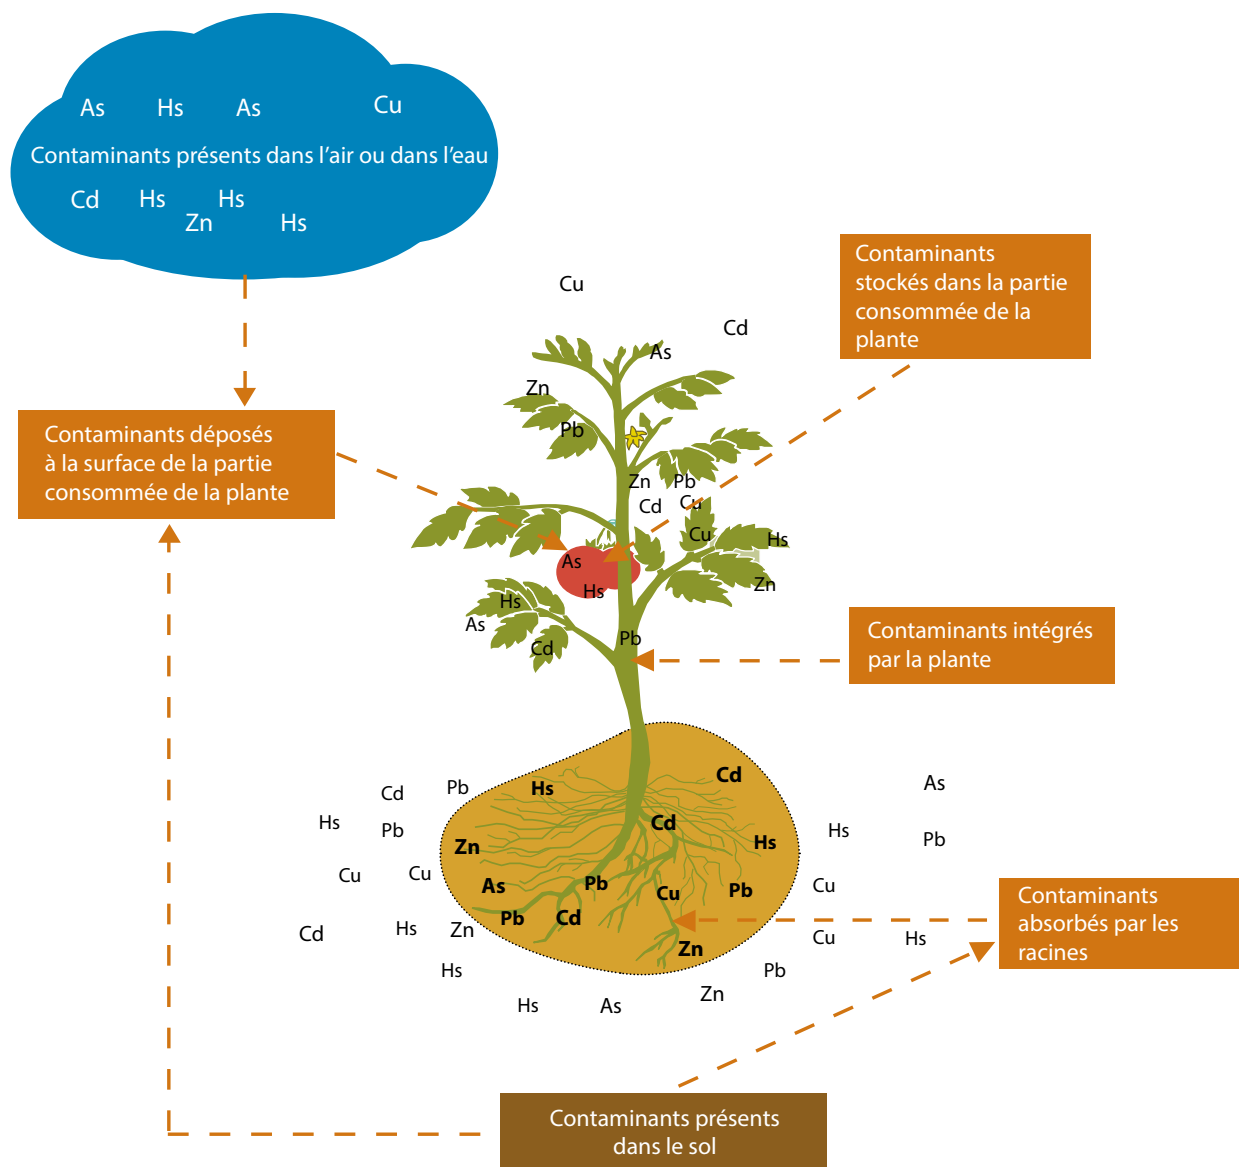 As Hs As Cu
Contaminants présents dans l'air ou dans l'eau
Cd Hs Hs
Zn Hs
Contaminants
stockés dans la partie
consommée de la
plante
Contaminants déposés
à la surface de la partie
consommée de la plante
Cu
Cd
As
Zn
Pb
Zn Pb
Cd Cu
Cu Hs
As
Hs Zn
Hs
As
Cd
Pb
Contaminants intégrés
par la plante
Cd Pb Hs Cd As
Hs Pb Cd Hs Hs Pb
Zn
Cu Cu As Pb Cu Pb Cu
Cd Hs Zn Pb Cd Zn Cu Hs
Hs Pb
Hs As Zn
Contaminants
absorbés par les
racines
Contaminants présents
dans le sol